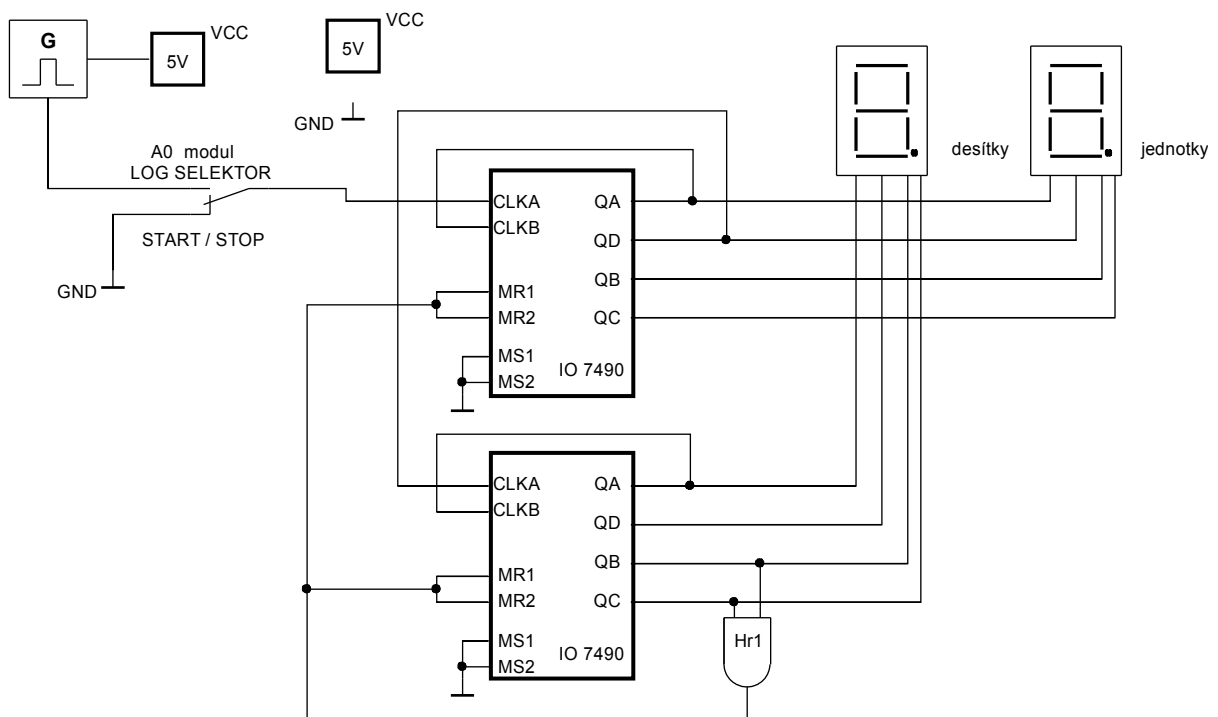 G
5V
VCC
5V
VCC
GND
A0 modul
LOG SELEKTOR
START / STOP
GND
desítky
jednotky
CLKA
CLKB
MR1
MR2
MS1
MS2
QA
QD
QB
QC
IO 7490
CLKA
CLKB
MR1
MR2
MS1
MS2
QA
QD
QB
QC
IO 7490
Hr1